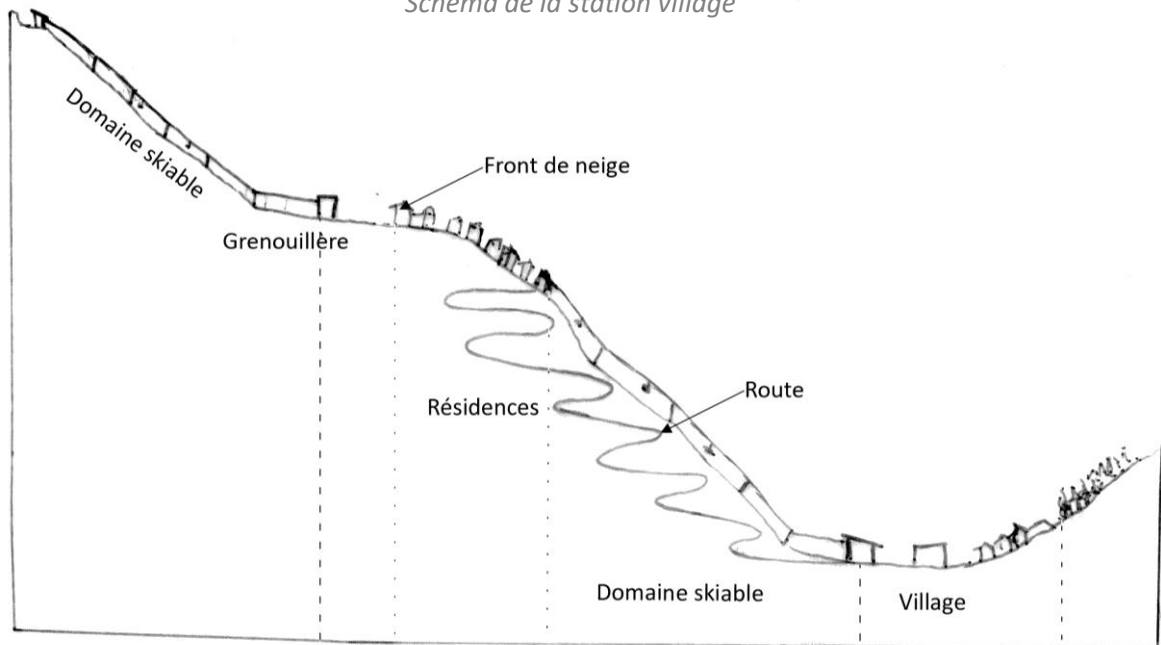 Schéma de la station village
Domaine skiable
Front de neige
Grenouillère
Résidences
Route
Domaine skiable
Village